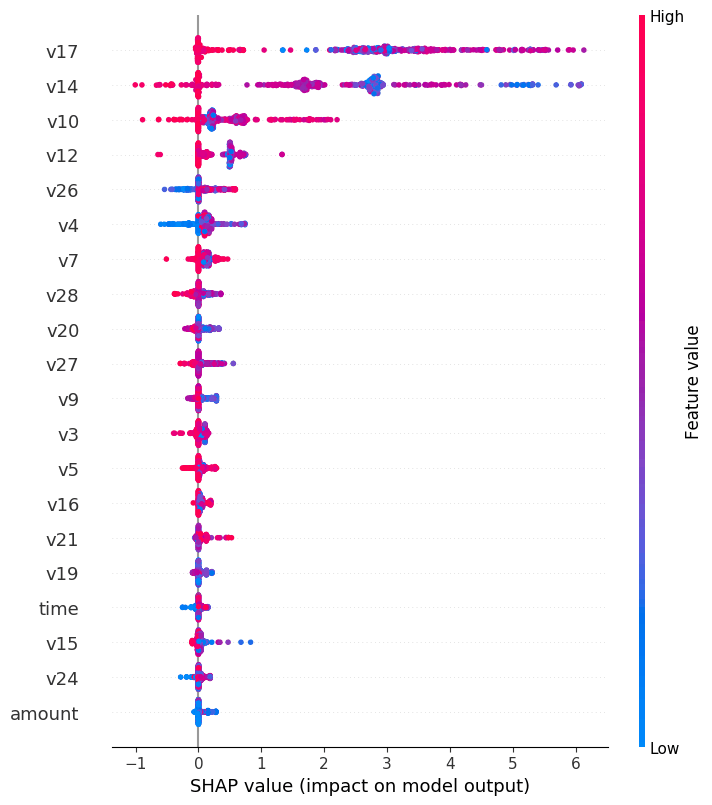 High
v17
v14
v10
v12
v26
v4
v7
v28
v20
v27
v9
v3
v5
v16
v21
v19
time
v15
v24
amount
Feature value
Low
−1 0 1 2 3 4 5 6
SHAP value (impact on model output)